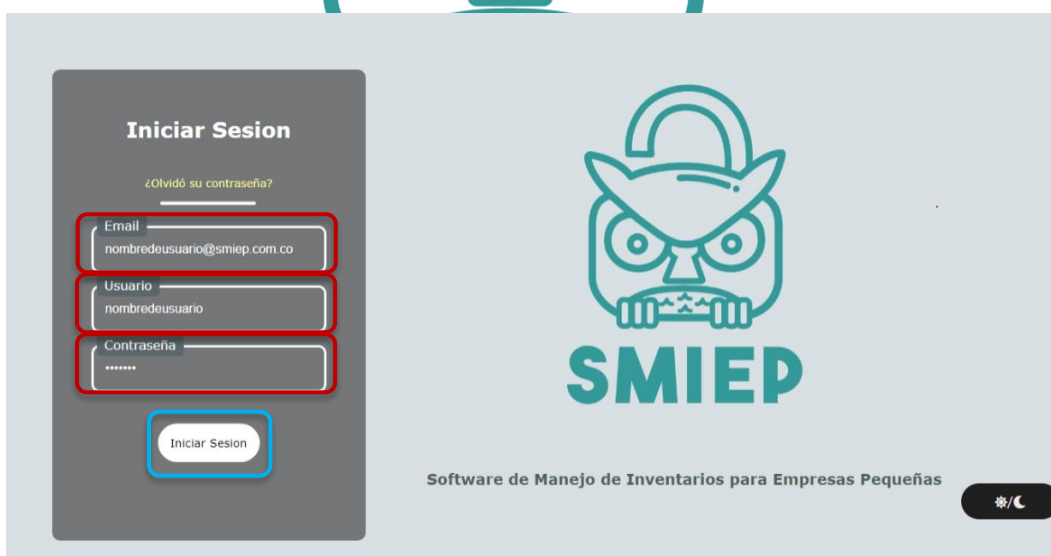 Iniciar Sesion
¿Olvidó su contraseña?
Email
nombredeusuario@smiep.com.co
Usuario
nombredeusuario
Contraseña
•••••••
Iniciar Sesion
SMIEP
Software de Manejo de Inventarios para Empresas Pequeñas